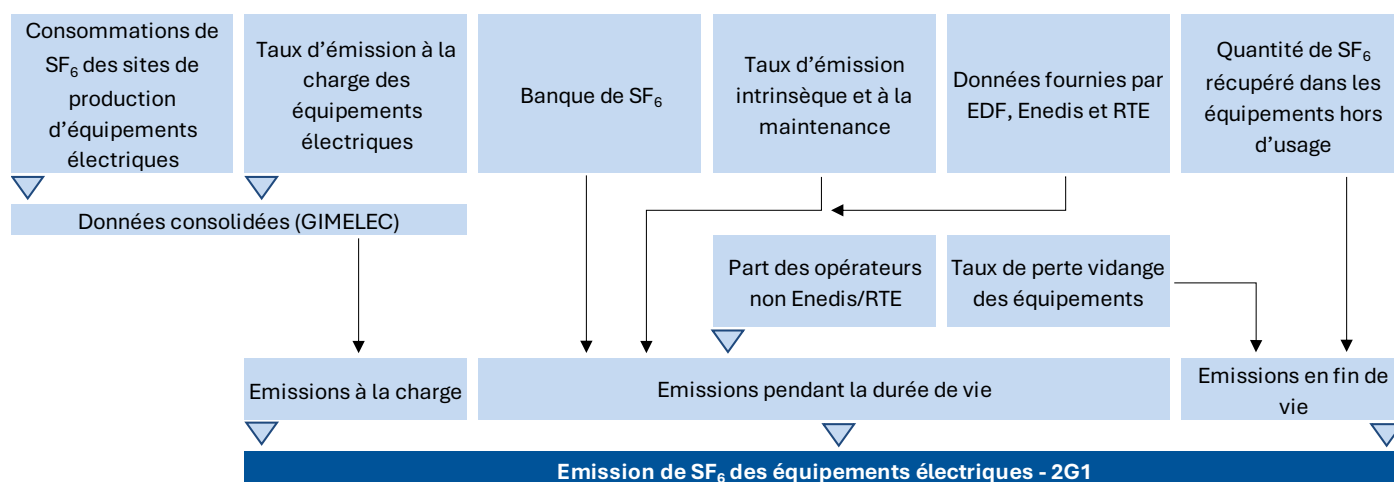 Consommations de
SF₆ des sites de
production
d’équipements
électriques
Taux d’émission à la
charge des
équipements
électriques
Banque de SF₆
Taux d’émission
intrinsèque et à la
maintenance
Données fournies par
EDF, Enedis et RTE
Quantité de SF₆
récupéré dans les
équipements hors
d’usage
Données consolidées (GIMELEC)
Part des opérateurs
non Enedis/RTE
Taux de perte vidange
des équipements
Emissions à la charge
Emissions pendant la durée de vie
Emissions en fin de
vie
Emission de SF₆ des équipements électriques - 2G1